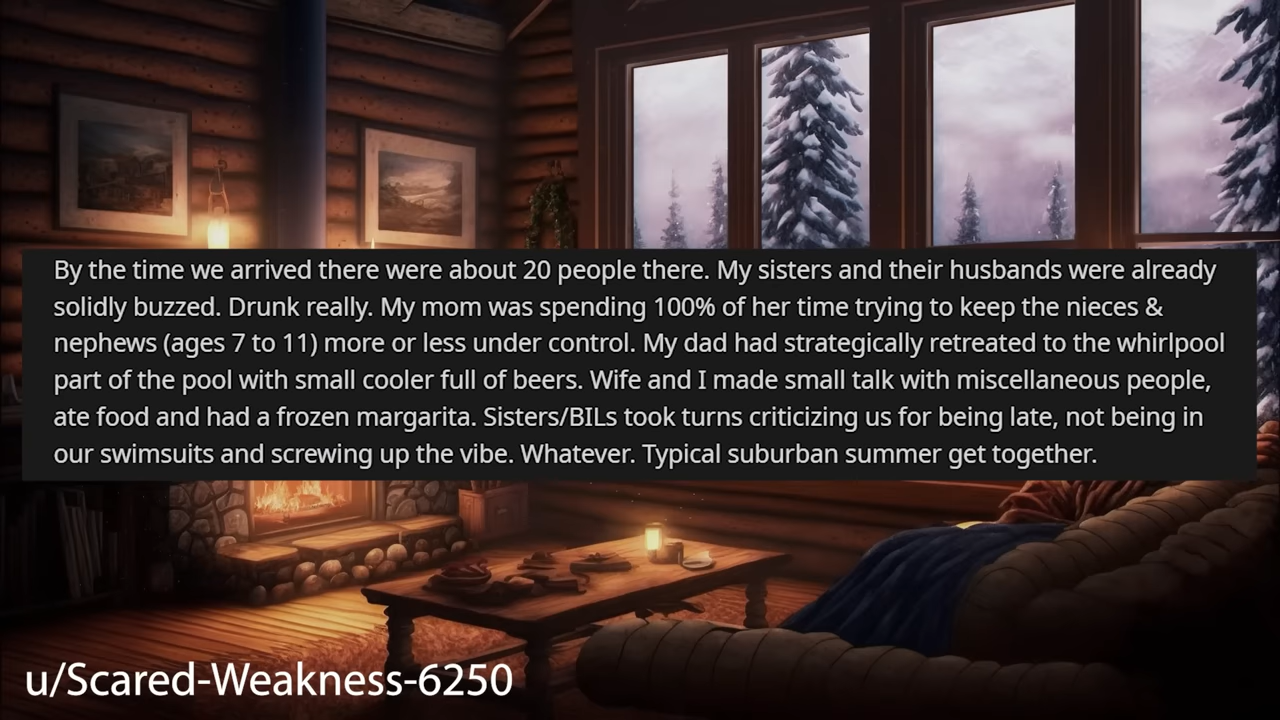 By the time we arrived there were about 20 people there. My sisters and their husbands were already
solidly buzzed. Drunk really. My mom was spending 100% of her time trying to keep the nieces &
nephews (ages 7 to 11) more or less under control. My dad had strategically retreated to the whirlpool
part of the pool with small cooler full of beers. Wife and I made small talk with miscellaneous people,
ate food and had a frozen margarita. Sisters/BILs took turns criticizing us for being late, not being in
our swimsuits and screwing up the vibe. Whatever. Typical suburban summer get together.
u/Scared-Weakness-6250